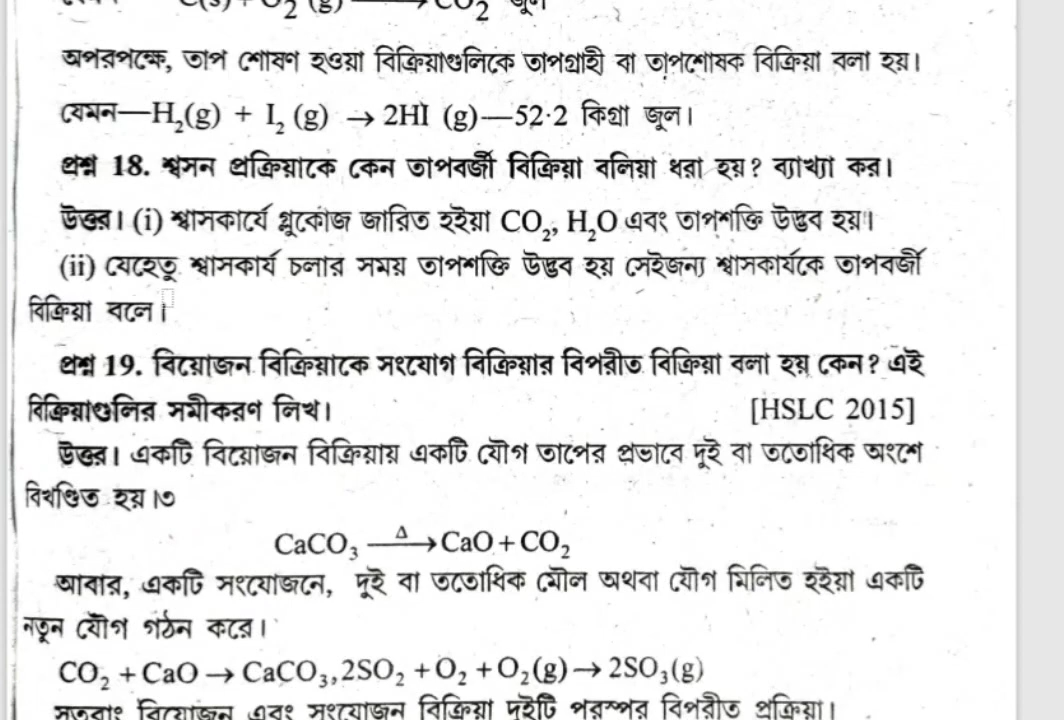 C(s) + O₂ (g) ⟶ CO₂ জুল
অপরপক্ষে, তাপ শোষণ হওয়া বিক্রিয়াগুলিকে তাপগ্রাহী বা তাপশোষক বিক্রিয়া বলা হয়।
যেমন—H₂(g) + I₂ (g) → 2HI (g)—52·2 কিগ্রা জুল।
প্রশ্ন 18. শ্বসন প্রক্রিয়াকে কেন তাপবর্জী বিক্রিয়া বলিয়া ধরা হয়? ব্যাখ্যা কর।
উত্তর। (i) শ্বাসকার্যে গ্লুকোজ জারিত হইয়া CO₂, H₂O এবং তাপশক্তি উদ্ভব হয়।
(ii) যেহেতু শ্বাসকার্য চলার সময় তাপশক্তি উদ্ভব হয় সেইজন্য শ্বাসকার্যকে তাপবর্জী
বিক্রিয়া বলে।
প্রশ্ন 19. বিয়োজন বিক্রিয়াকে সংযোগ বিক্রিয়ার বিপরীত বিক্রিয়া বলা হয় কেন? এই
বিক্রিয়াগুলির সমীকরণ লিখ। [HSLC 2015]
উত্তর। একটি বিয়োজন বিক্রিয়ায় একটি যৌগ তাপের প্রভাবে দুই বা ততোধিক অংশে
বিখণ্ডিত হয়।৩
CaCO₃ —Δ→ CaO + CO₂
আবার, একটি সংযোজনে, দুই বা ততোধিক মৌল অথবা যৌগ মিলিত হইয়া একটি
নতুন যৌগ গঠন করে।
CO₂ + CaO → CaCO₃, 2SO₂ + O₂ + O₂(g) → 2SO₃(g)
সুতরাং বিয়োজন এবং সংযোজন বিক্রিয়া দুইটি পরস্পর বিপরীত প্রক্রিয়া।